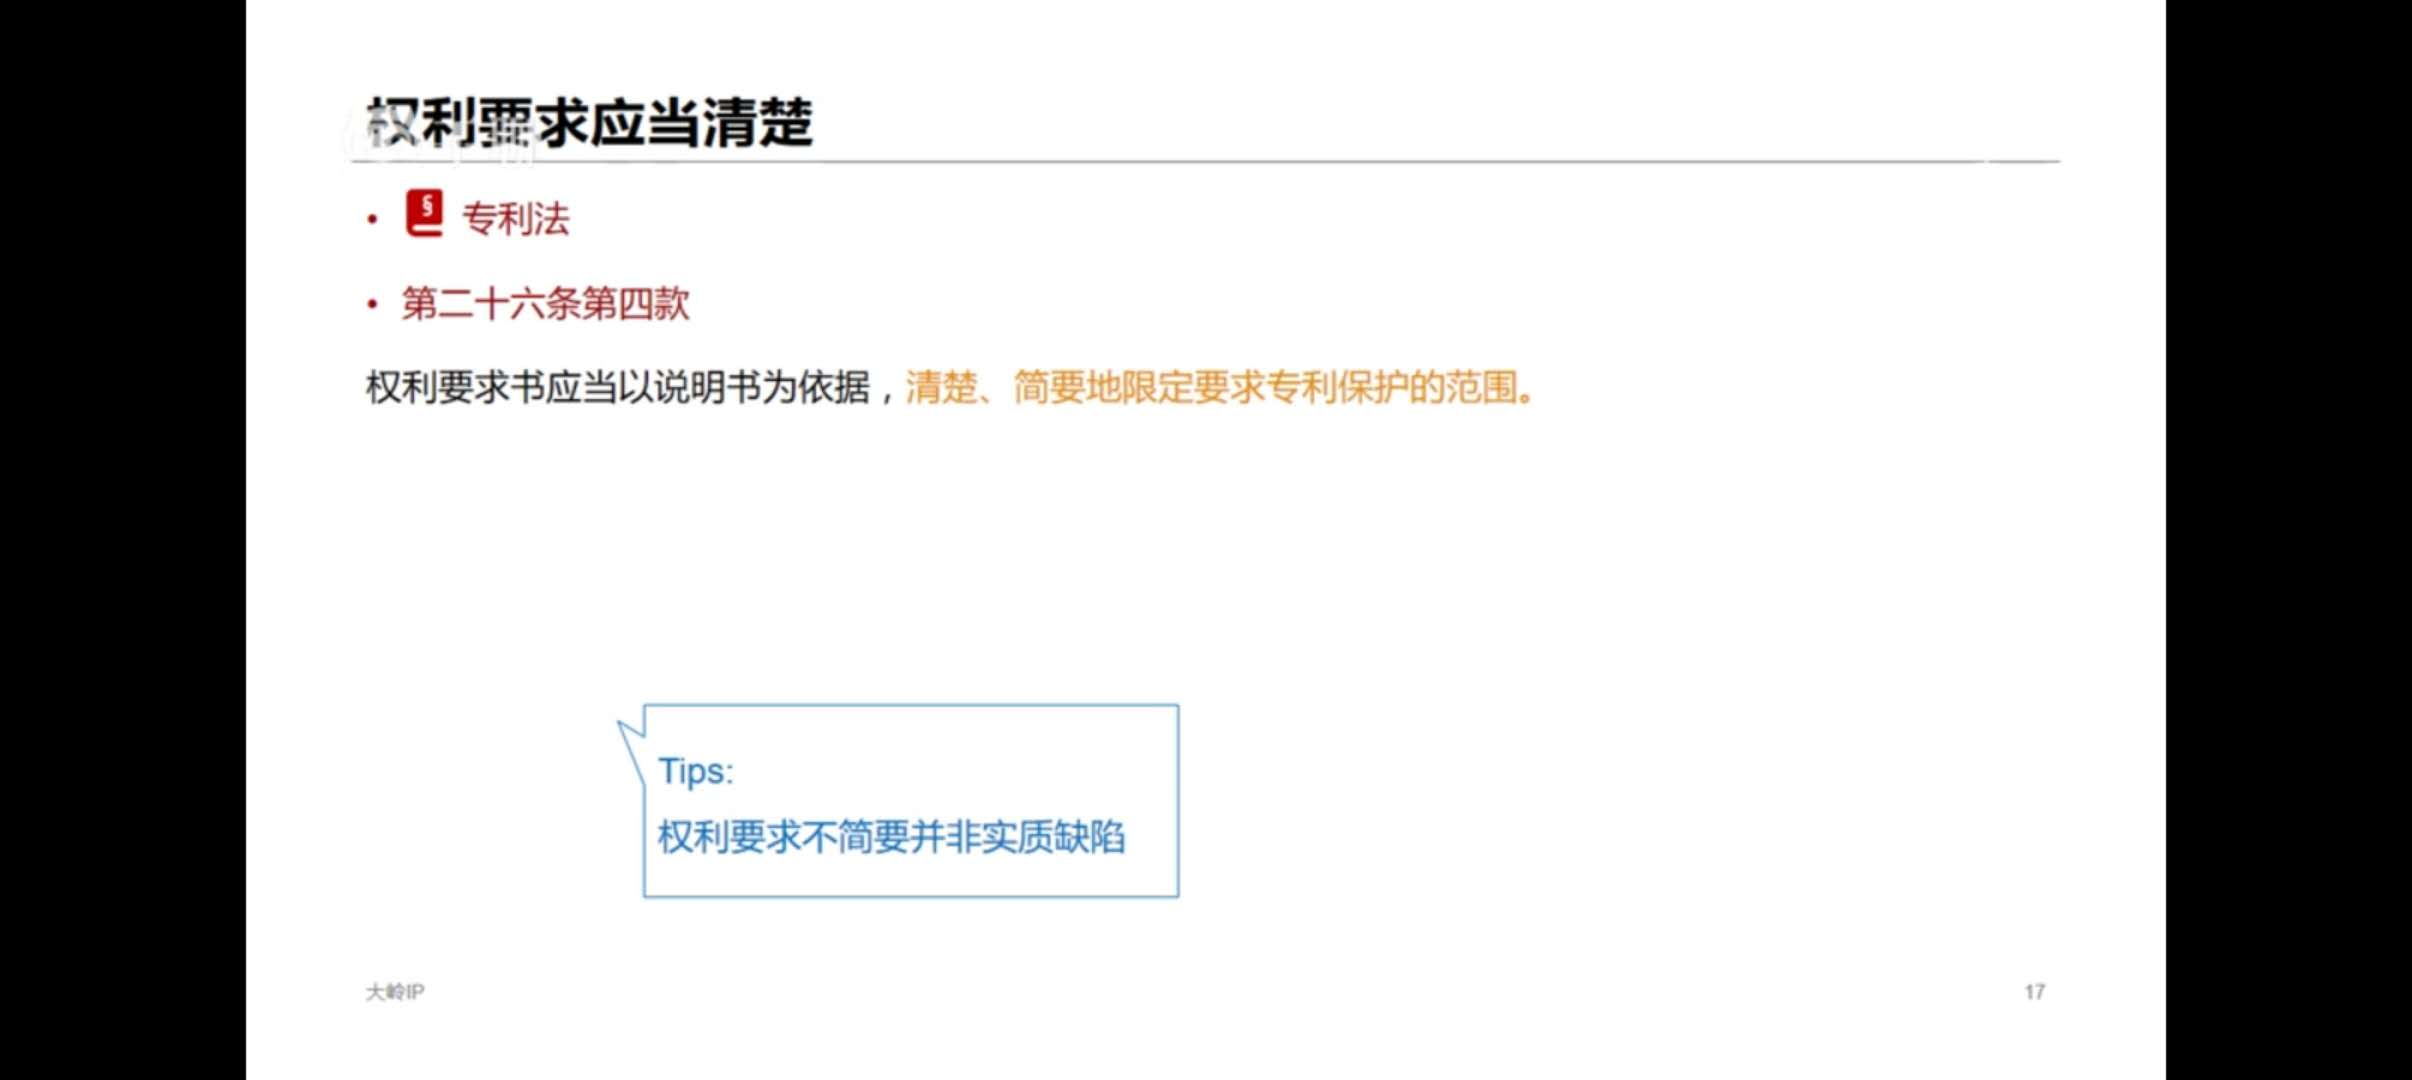 权利要求应当清楚
• § 专利法
• 第二十六条第四款
权利要求书应当以说明书为依据，清楚、简要地限定要求专利保护的范围。
Tips:
权利要求不简要并非实质缺陷
大岭IP
17